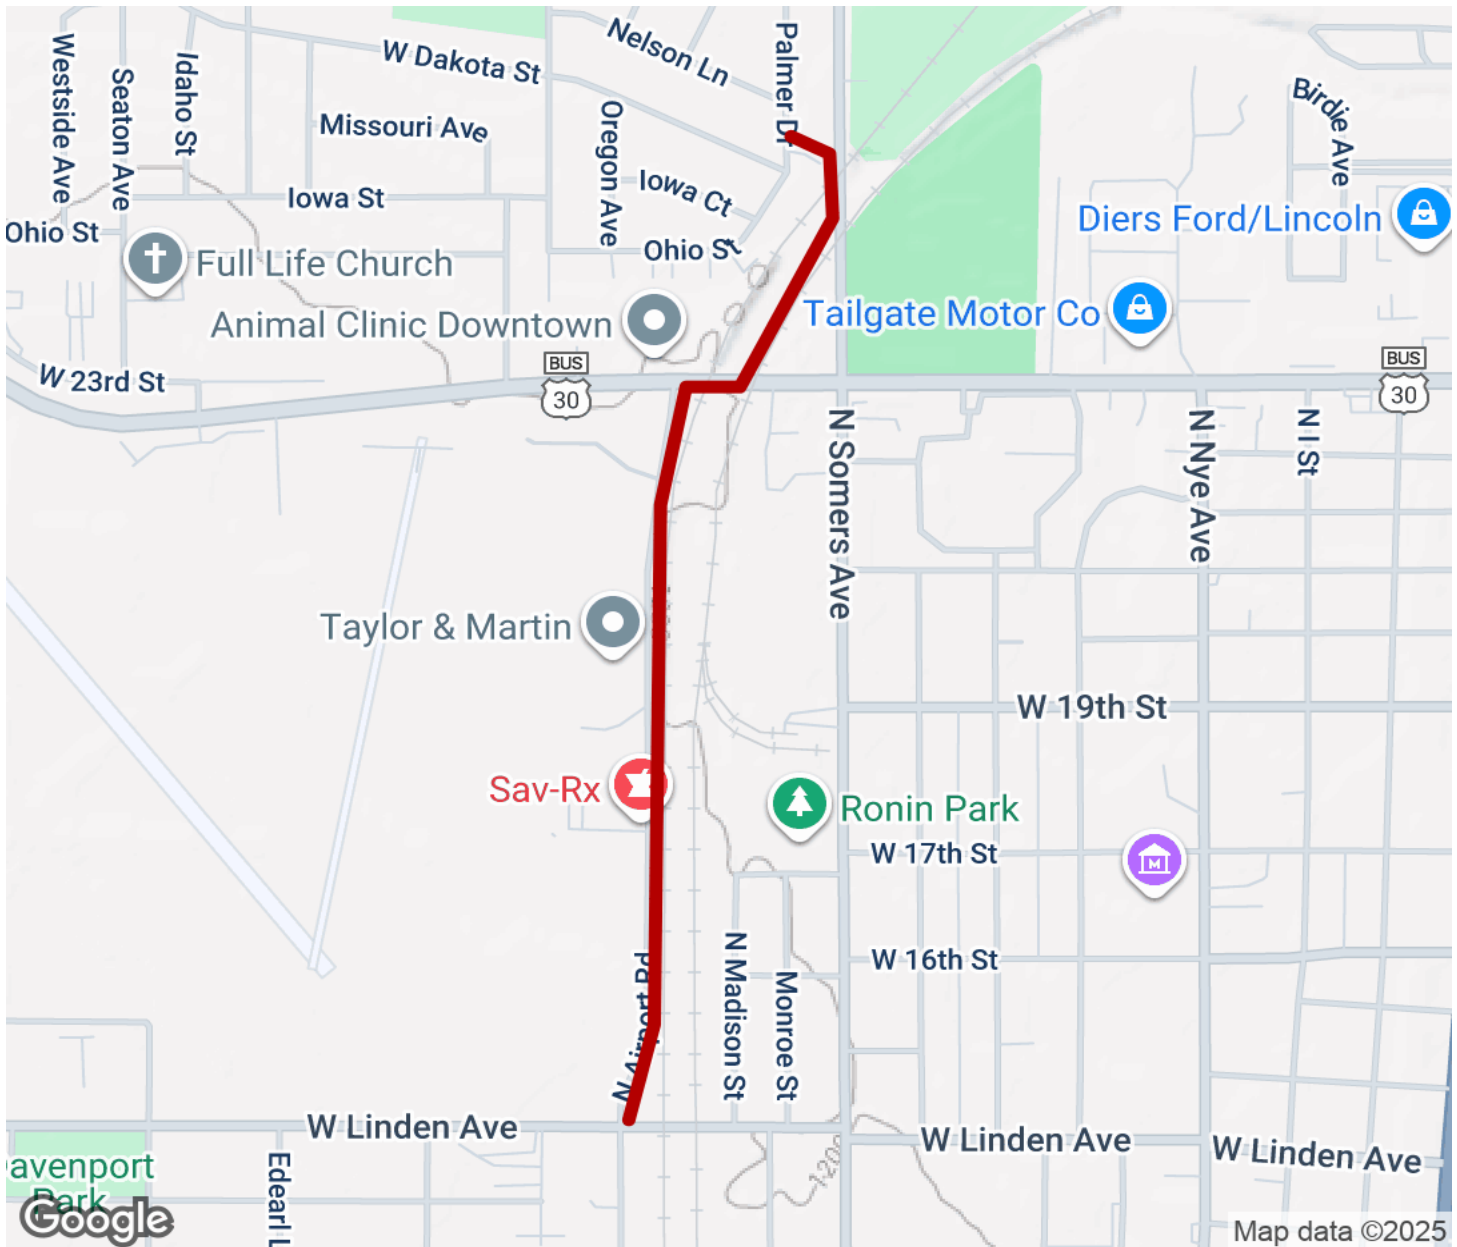 Westside Ave
Seaton Ave
Idaho St
W Dakota St
Missouri Ave
Iowa St
Nelson Ln
Palmer Dr
Oregon Ave
Iowa Ct
Ohio St
Ohio St
Birdie Ave
Diers Ford/Lincoln
Full Life Church
Animal Clinic Downtown
Tailgate Motor Co
W 23rd St
BUS
30
BUS
30
N Somers Ave
N Nye Ave
N I St
Taylor & Martin
W 19th St
Sav-Rx
Ronin Park
W 17th St
M
W 16th St
N Airport Rd
N Madison St
Monroe St
W Linden Ave
W Linden Ave
W Linden Ave
1200
avenport
Park
Edearl L
Google
Map data ©2025